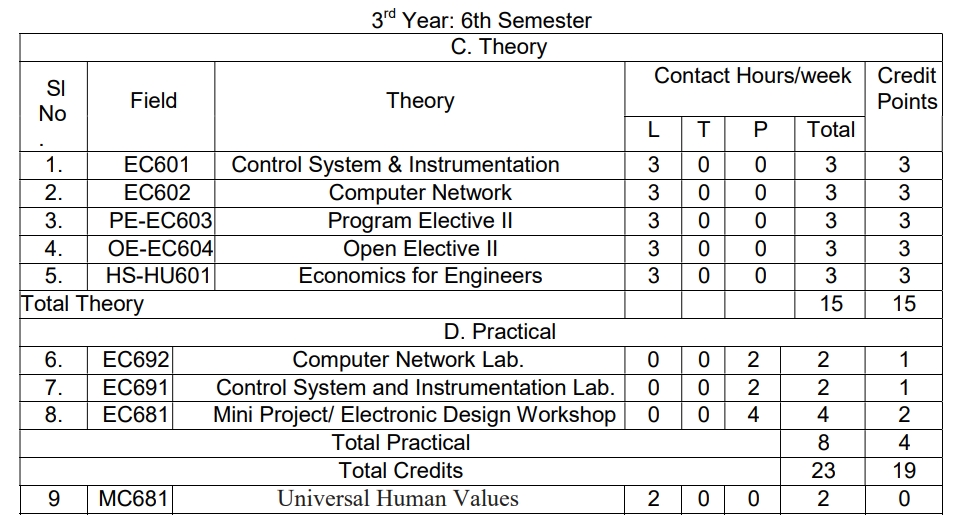 3rd Year: 6th Semester
C. Theory
Sl No . Field Theory Contact Hours/week Credit Points
L T P Total
1. EC601 Control System & Instrumentation 3 0 0 3 3
2. EC602 Computer Network 3 0 0 3 3
3. PE-EC603 Program Elective II 3 0 0 3 3
4. OE-EC604 Open Elective II 3 0 0 3 3
5. HS-HU601 Economics for Engineers 3 0 0 3 3
Total Theory 15 15
D. Practical
6. EC692 Computer Network Lab. 0 0 2 2 1
7. EC691 Control System and Instrumentation Lab. 0 0 2 2 1
8. EC681 Mini Project/ Electronic Design Workshop 0 0 4 4 2
Total Practical 8 4
Total Credits 23 19
9 MC681 Universal Human Values 2 0 0 2 0